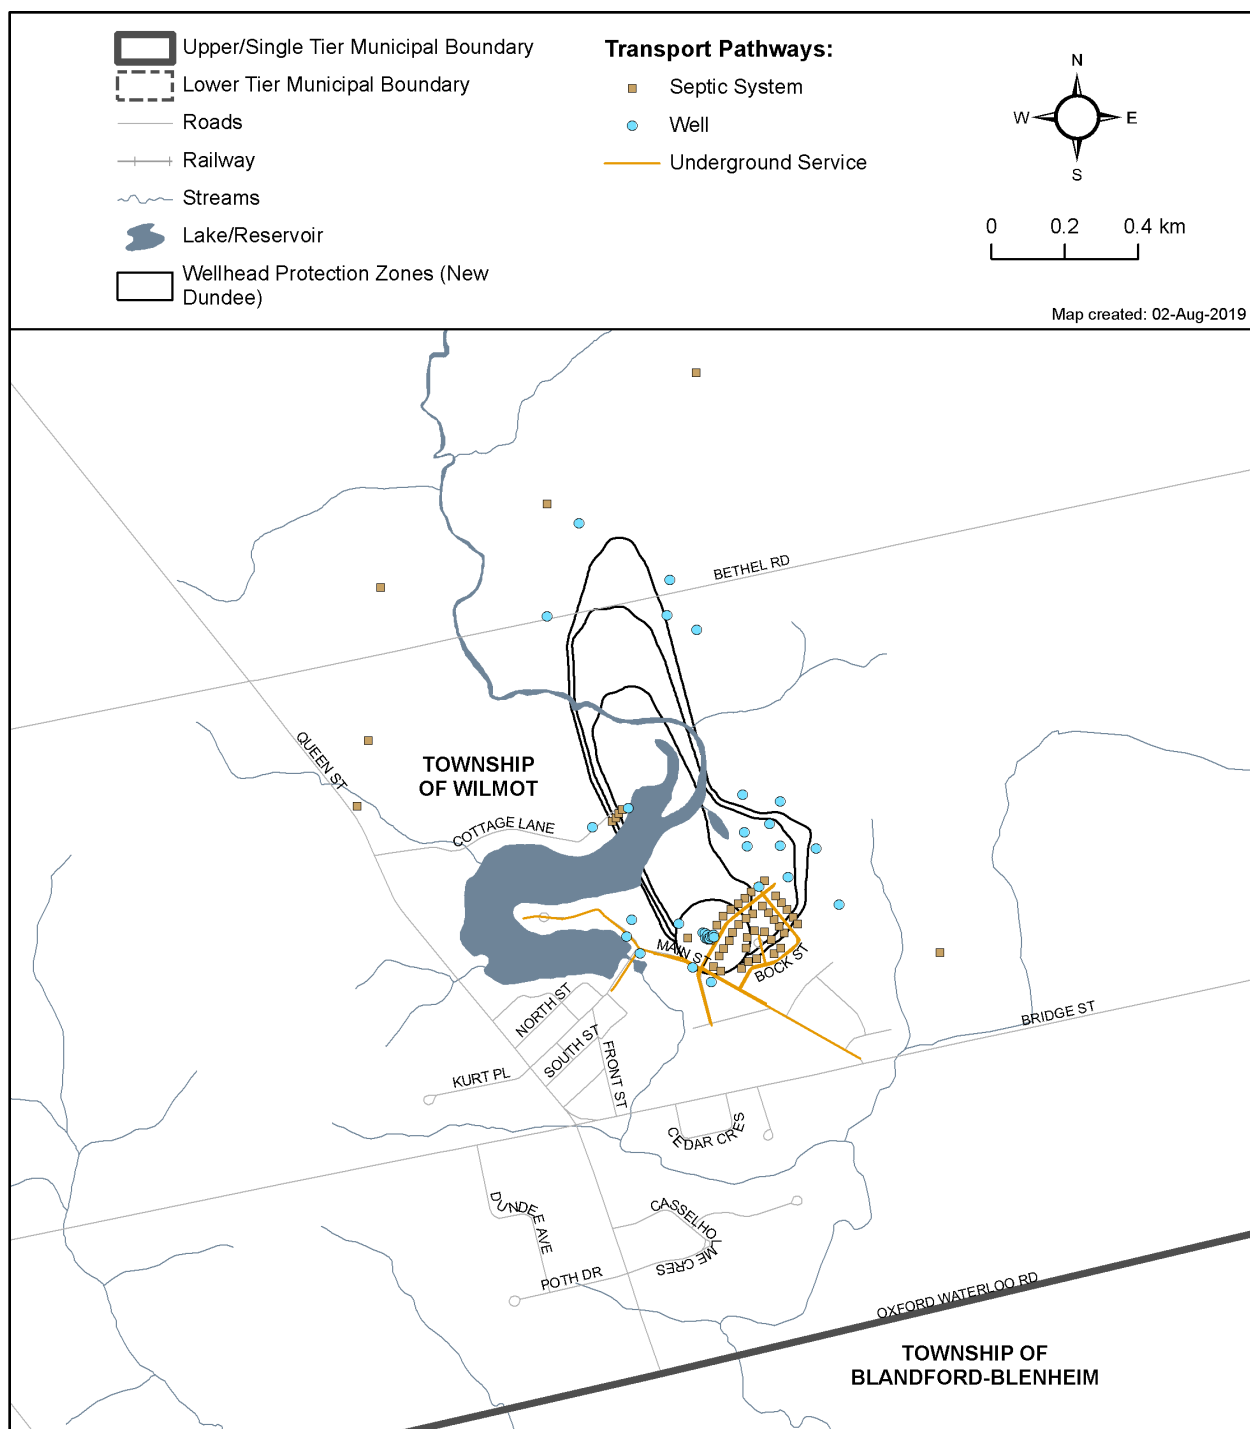 Upper/Single Tier Municipal Boundary
Lower Tier Municipal Boundary
Roads
Railway
Streams
Lake/Reservoir
Wellhead Protection Zones (New
Dundee)
Transport Pathways:
Septic System
Well
Underground Service
N
W
E
S
0
0.2
0.4 km
Map created: 02-Aug-2019
BETHEL RD
QUEEN ST
TOWNSHIP
OF WILMOT
COTTAGE LANE
MAIN ST
BOCK ST
NORTH ST
SOUTH ST
FRONT ST
KURT PL
BRIDGE ST
CEDAR CRES
DUNDEE AVE
CASSELHOLME CRES
POTH DR
OXFORD WATERLOO RD
TOWNSHIP OF
BLANDFORD-BLENHEIM